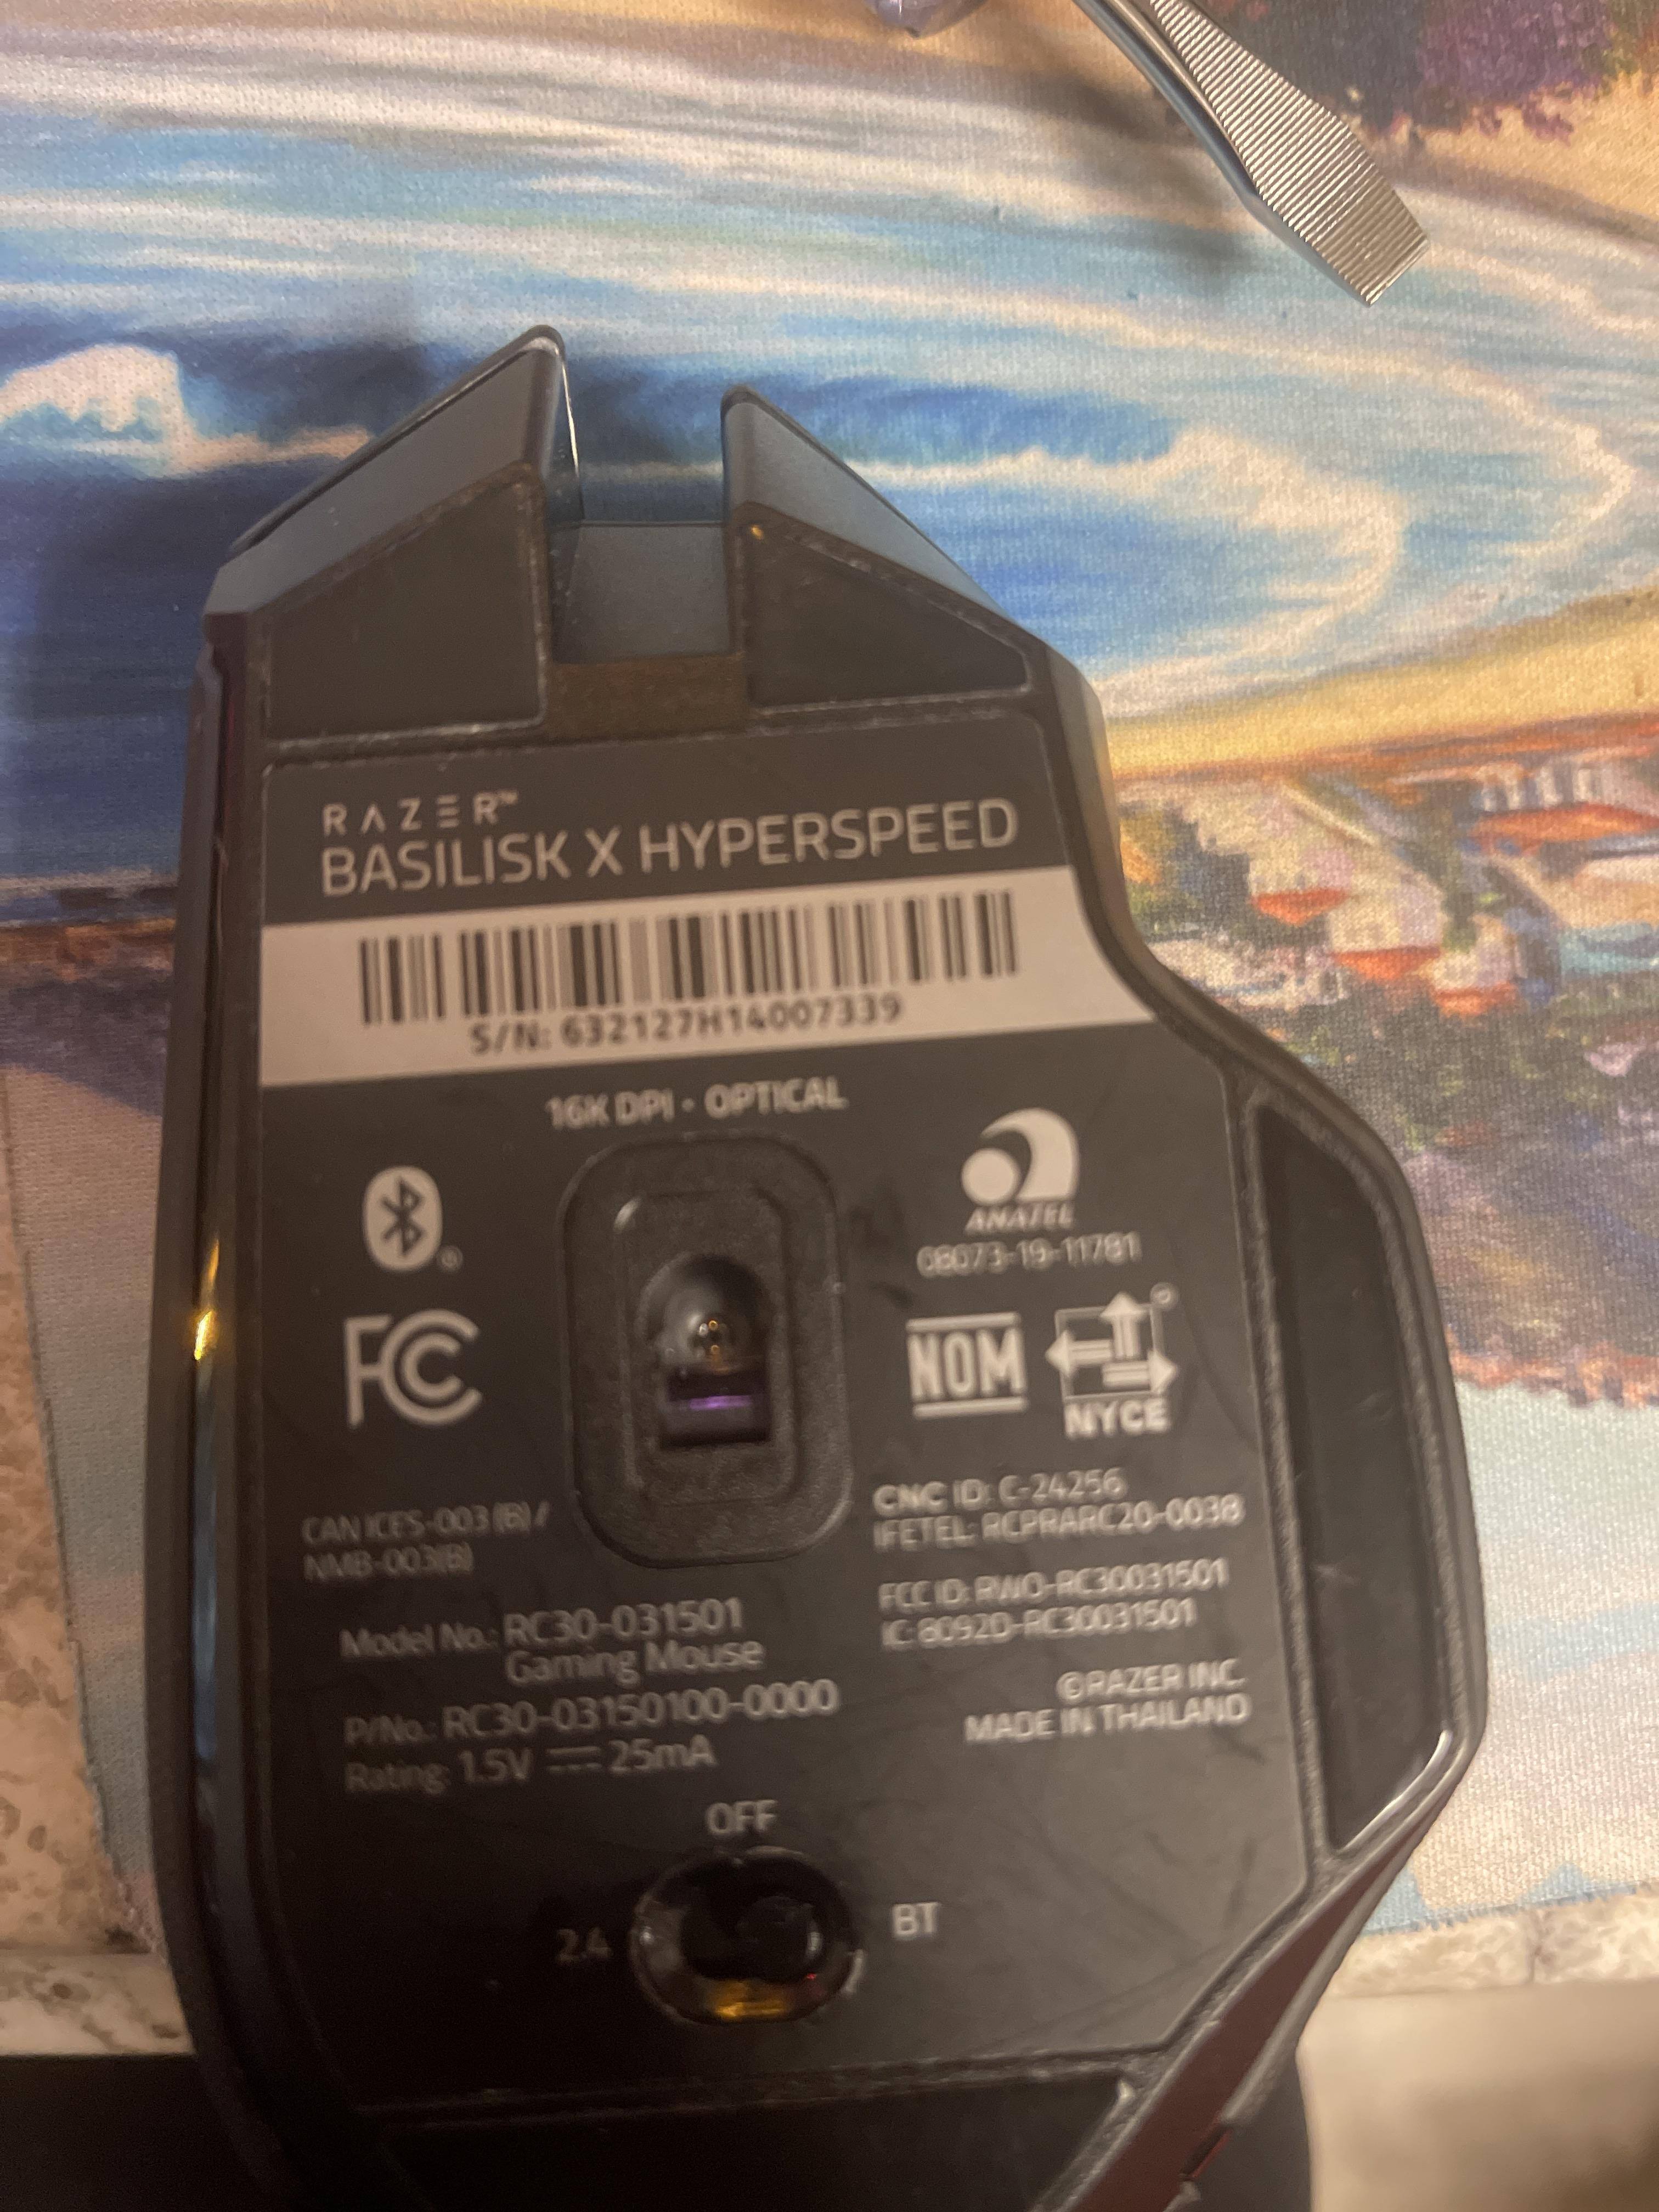 RAZER™
BASILISK X HYPERSPEED
S/N: 632127H14007339
16K DPI - OPTICAL
ANATEL
08073-19-11781
FC
NOM
NYCE
CAN ICES-003 (B) /
NMB-003(B)
CNC ID: C-24256
IFETEL: RCPRARC20-0038
FCC ID: RWO-RC30031501
IC: 8092D-RC30031501
Model No.: RC30-031501
Gaming Mouse
P/No.: RC30-03150100-0000
Rating: 1.5V ⎓ 25mA
©RAZER INC.
MADE IN THAILAND
OFF
2.4
BT